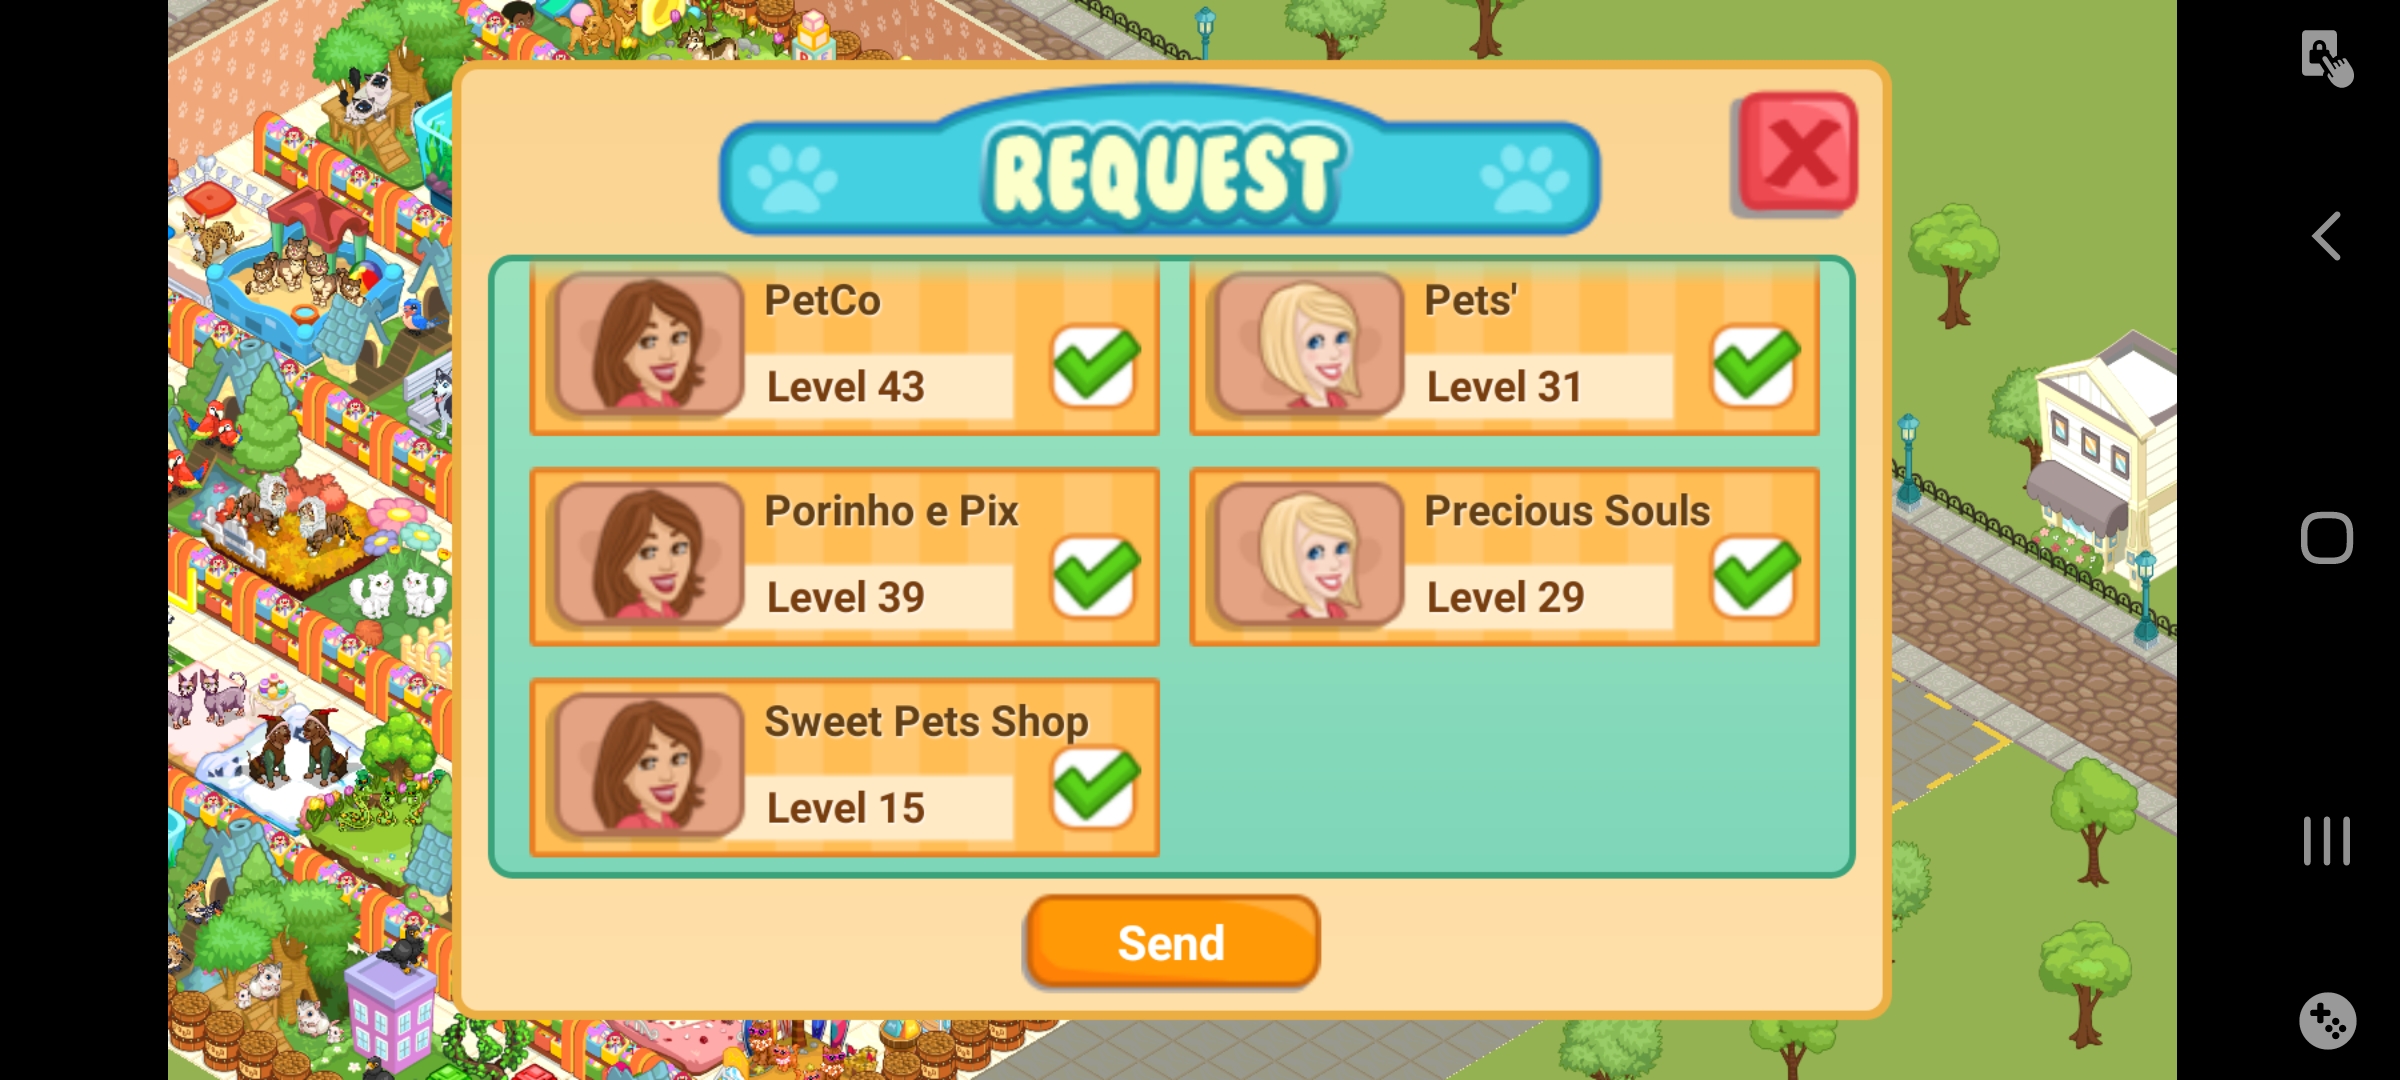 REQUEST
PetCo
Level 43
Pets'
Level 31
Porinho e Pix
Level 39
Precious Souls
Level 29
Sweet Pets Shop
Level 15
Send